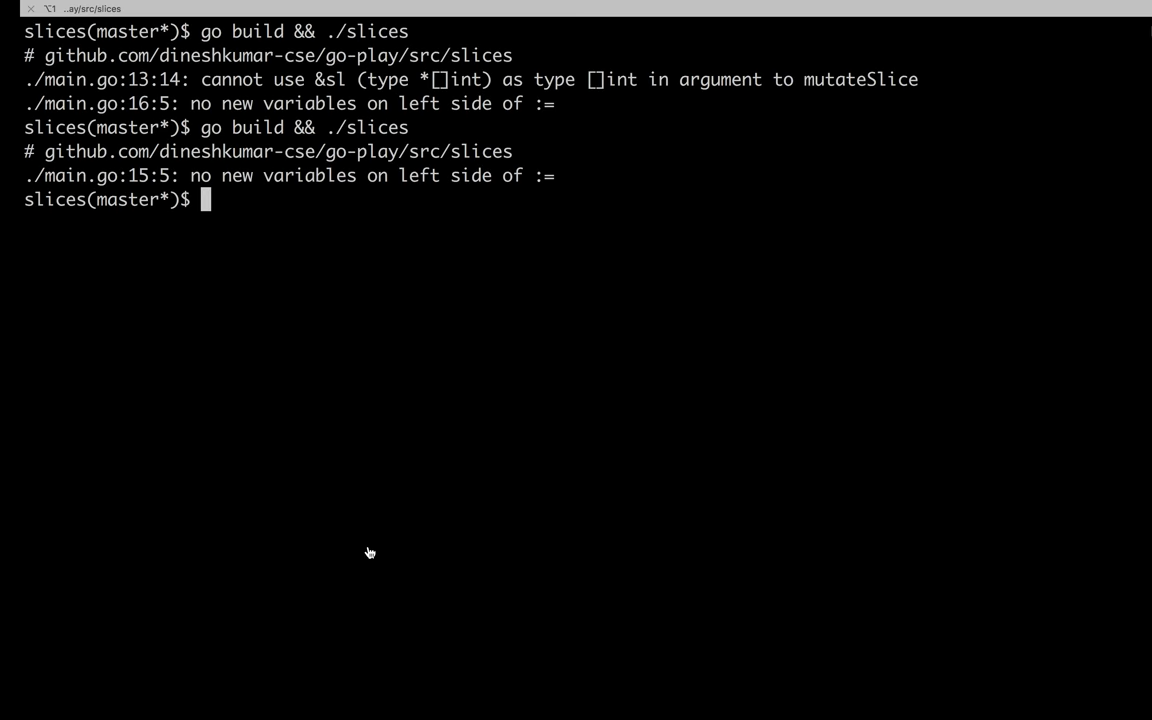 ⌥1 ..ay/src/slices
slices(master*)$ go build && ./slices
# github.com/dineshkumar-cse/go-play/src/slices
./main.go:13:14: cannot use &sl (type *[]int) as type []int in argument to mutateSlice
./main.go:16:5: no new variables on left side of :=
slices(master*)$ go build && ./slices
# github.com/dineshkumar-cse/go-play/src/slices
./main.go:15:5: no new variables on left side of :=
slices(master*)$